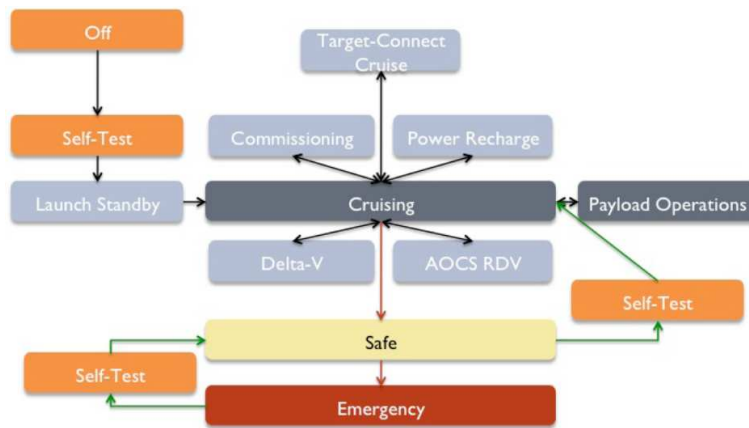 Off
Target-Connect
Cruise
Self-Test
Commissioning
Power Recharge
Launch Standby
Cruising
Payload Operations
Delta-V
AOCS RDV
Self-Test
Safe
Self-Test
Emergency